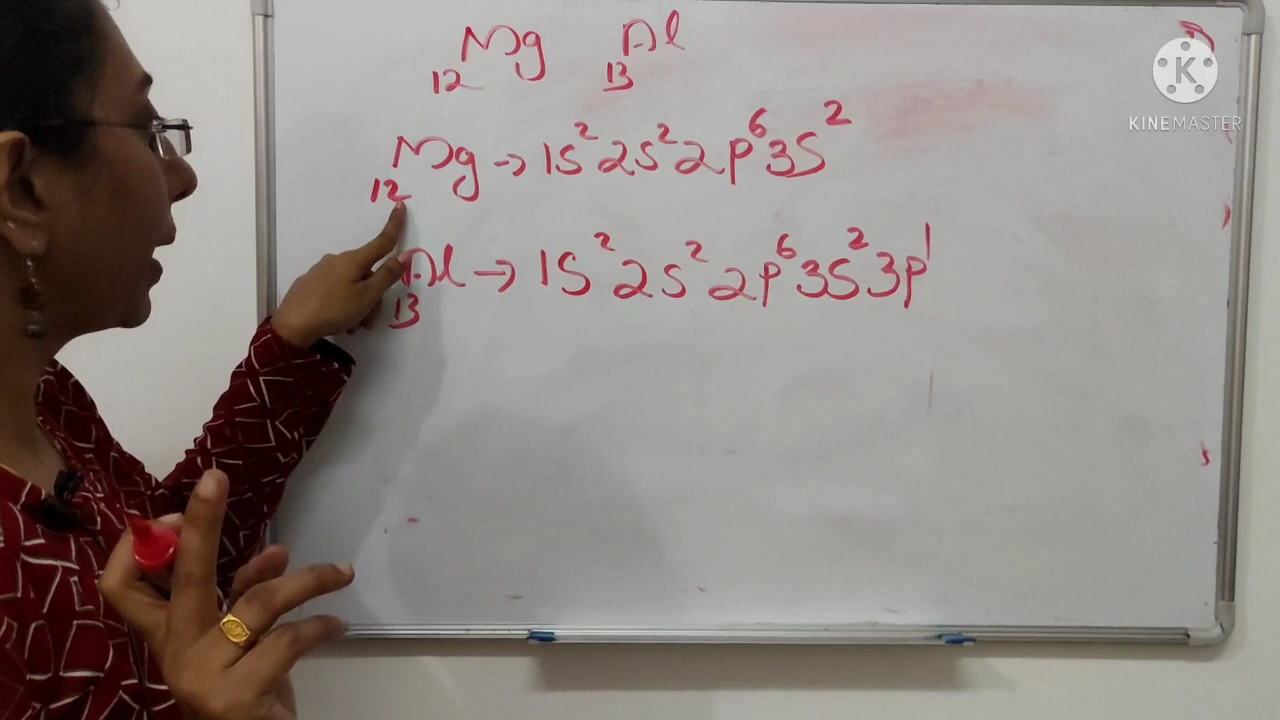 12Mg 13Al
12Mg → 1S² 2S² 2P⁶ 3S²
13Al → 1S² 2S² 2P⁶ 3S² 3P¹
K
KINEMASTER